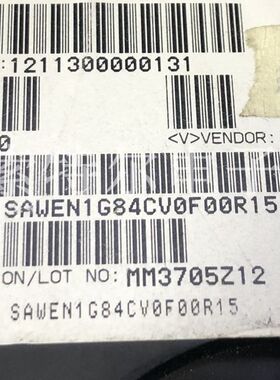 :1211300000131
0
<V>VENDOR:
SAWEN1G84CV0F00R15
ON/LOT NO: MM3705Z12
SAWEN1G84CV0F00R15